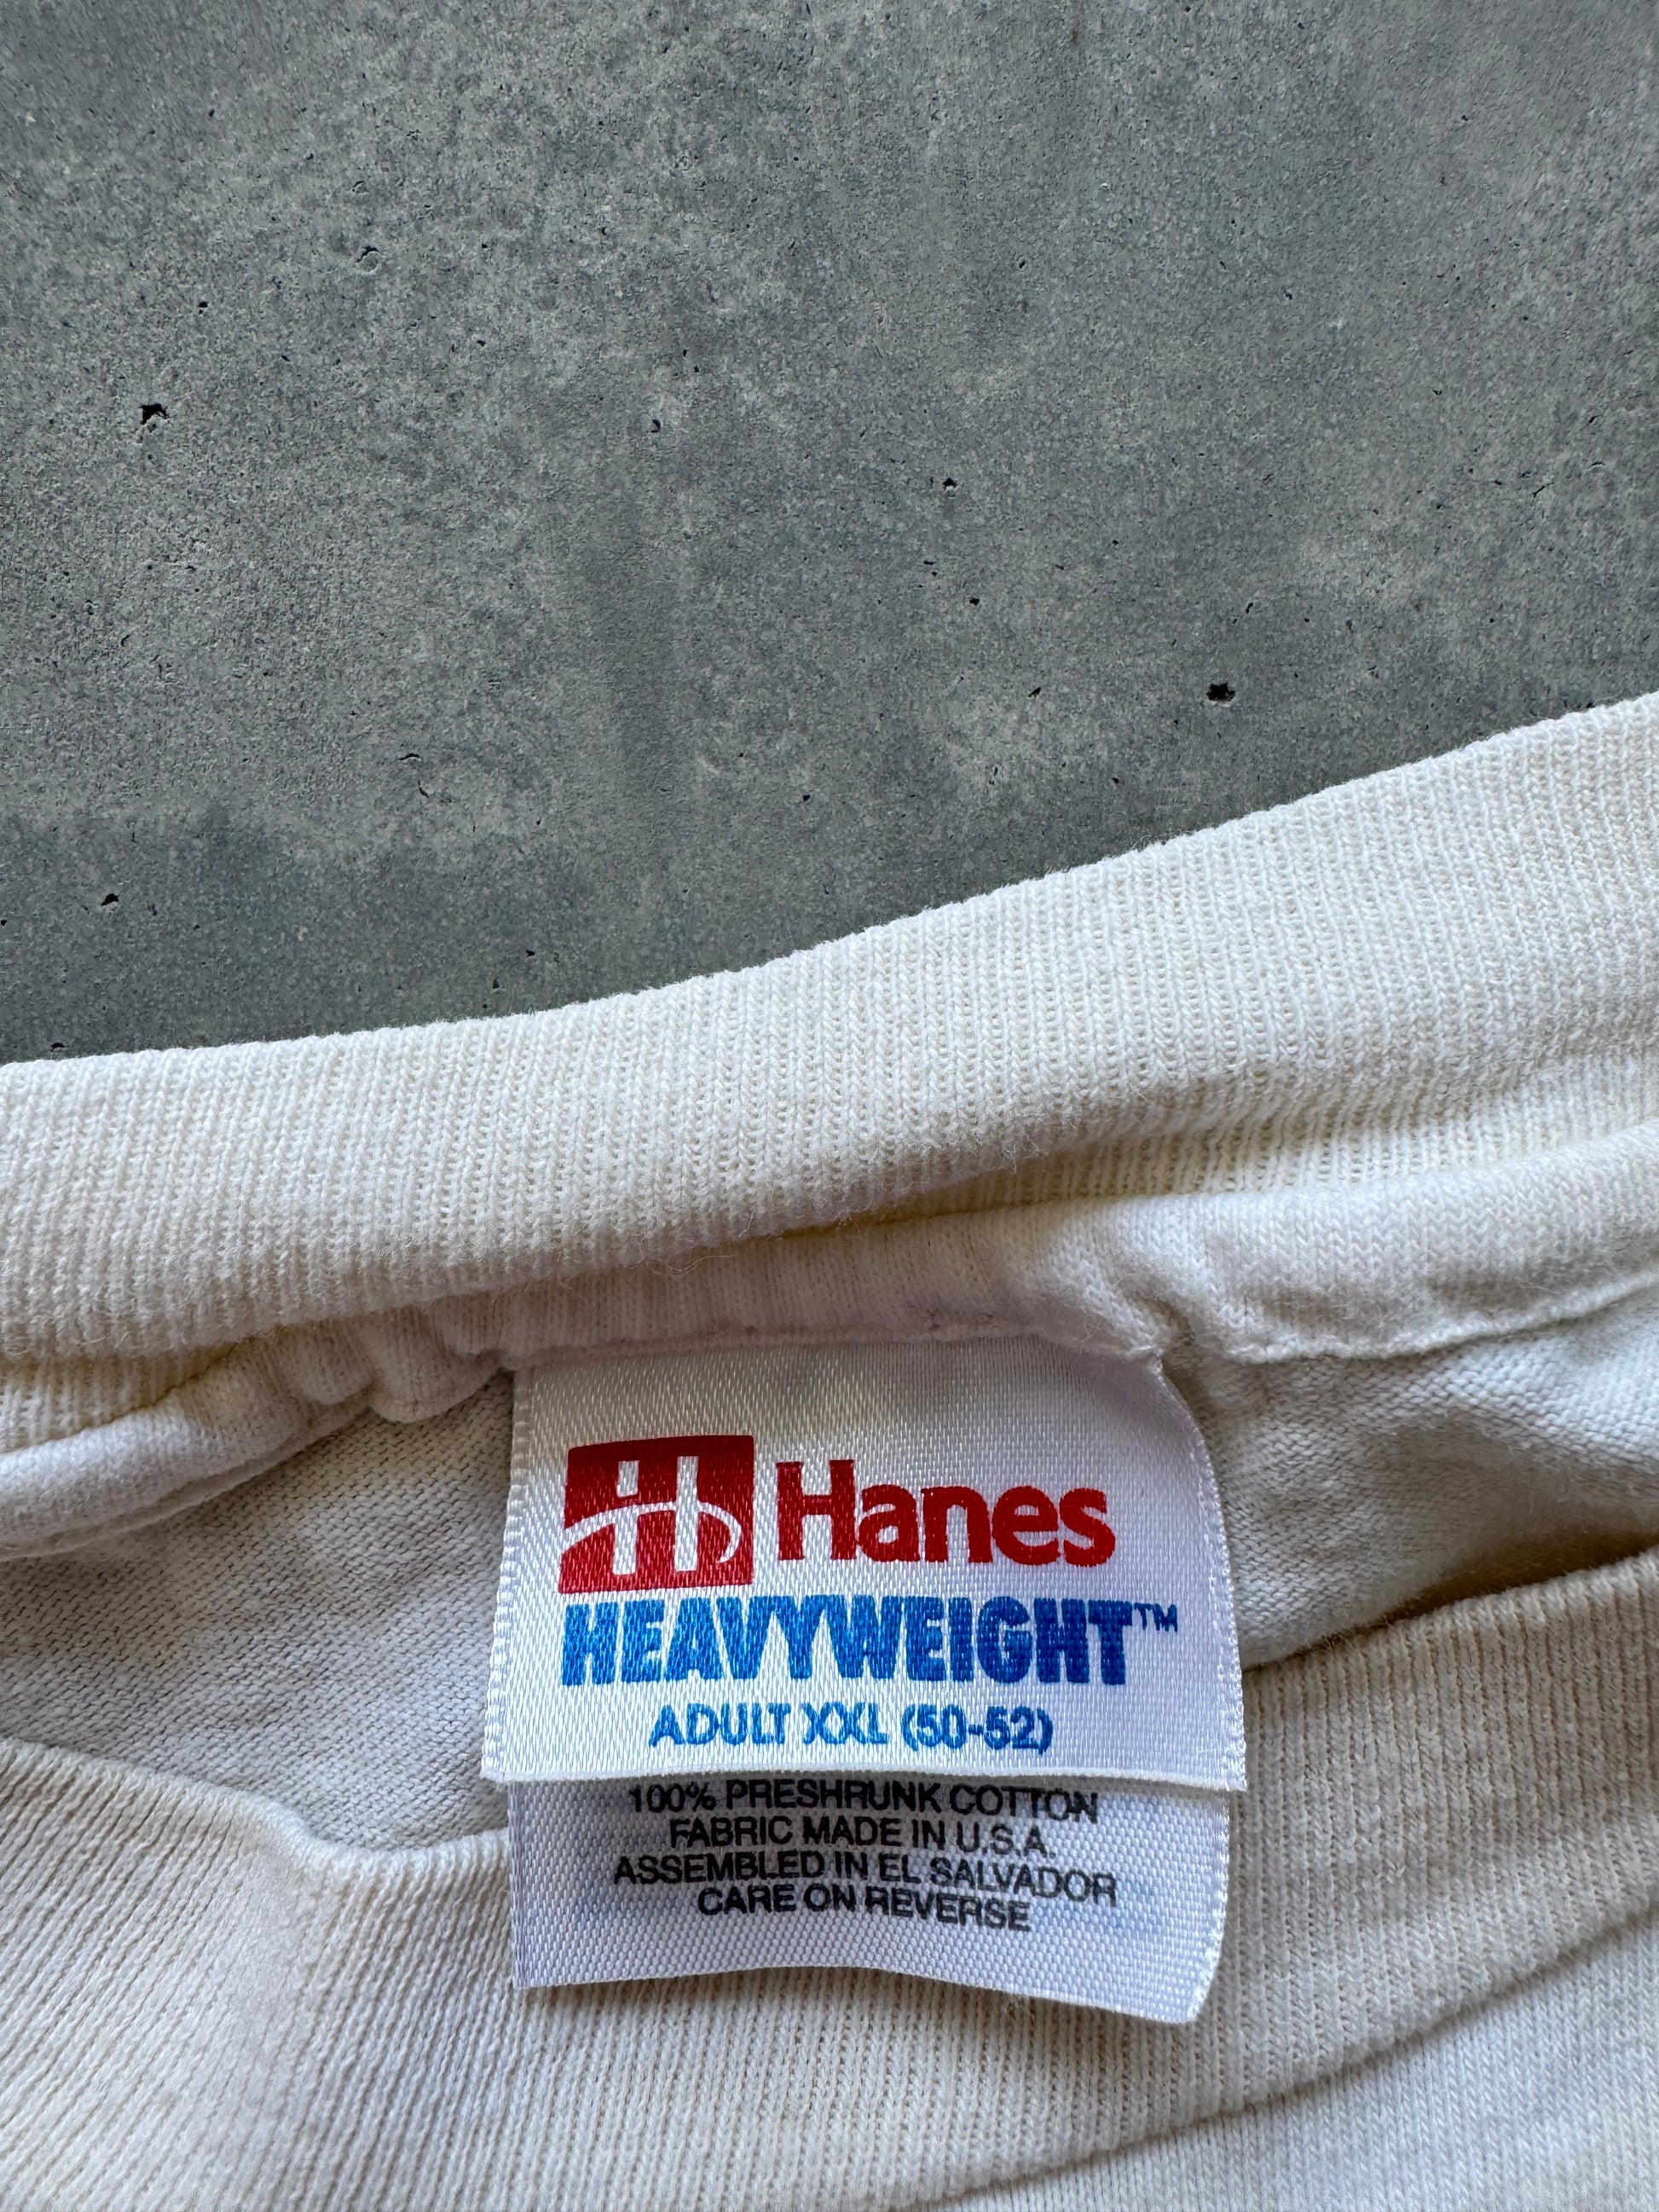 Hanes
HEAVYWEIGHT™
ADULT XXL (50-52)
100% PRESHRUNK COTTON
FABRIC MADE IN U.S.A.
ASSEMBLED IN EL SALVADOR
CARE ON REVERSE